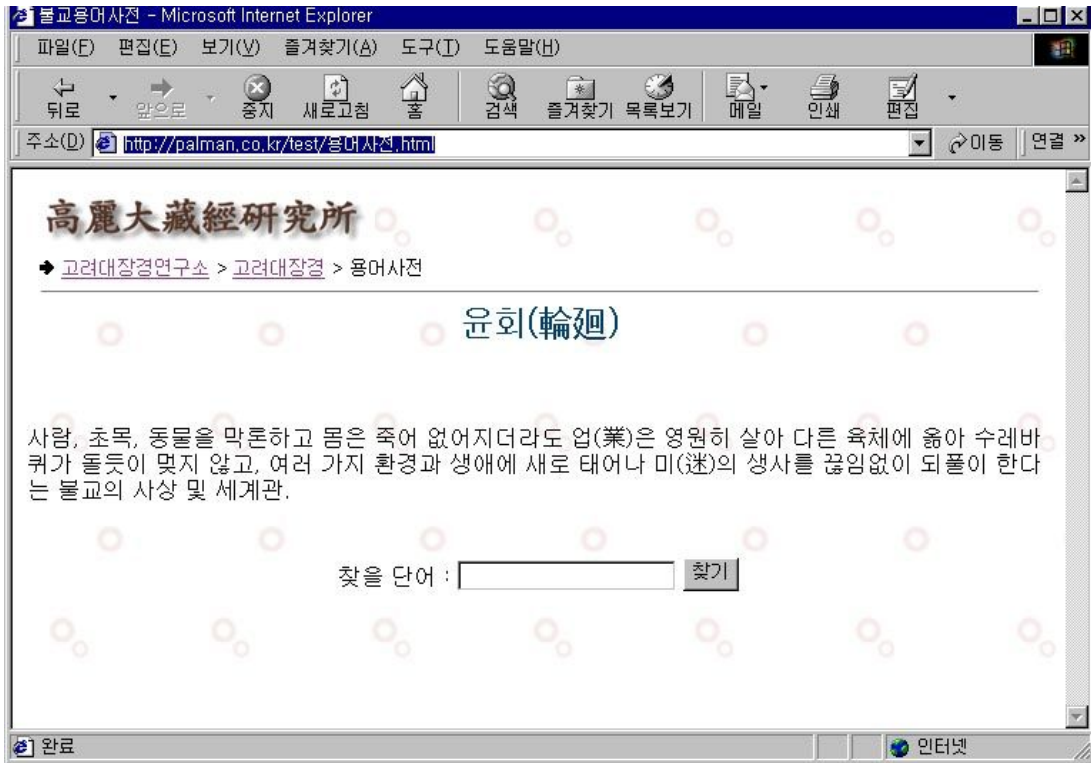 불교용어사전 - Microsoft Internet Explorer
파일(F) 편집(E) 보기(V) 즐겨찾기(A) 도구(T) 도움말(H)
뒤로 앞으로 중지 새로고침 홈 검색 즐겨찾기 목록보기 메일 인쇄 편집
주소(D) http://palman.co.kr/test/용어사전.html 이동 연결 »
高麗大藏經硏究所
고려대장경연구소 > 고려대장경 > 용어사전
윤회(輪廻)
사람, 초목, 동물을 막론하고 몸은 죽어 없어지더라도 업(業)은 영원히 살아 다른 육체에 옮아 수레바
퀴가 돌듯이 멎지 않고, 여러 가지 환경과 생애에 새로 태어나 미(迷)의 생사를 끊임없이 되풀이 한다
는 불교의 사상 및 세계관.
찾을 단어 : 찾기
완료 인터넷